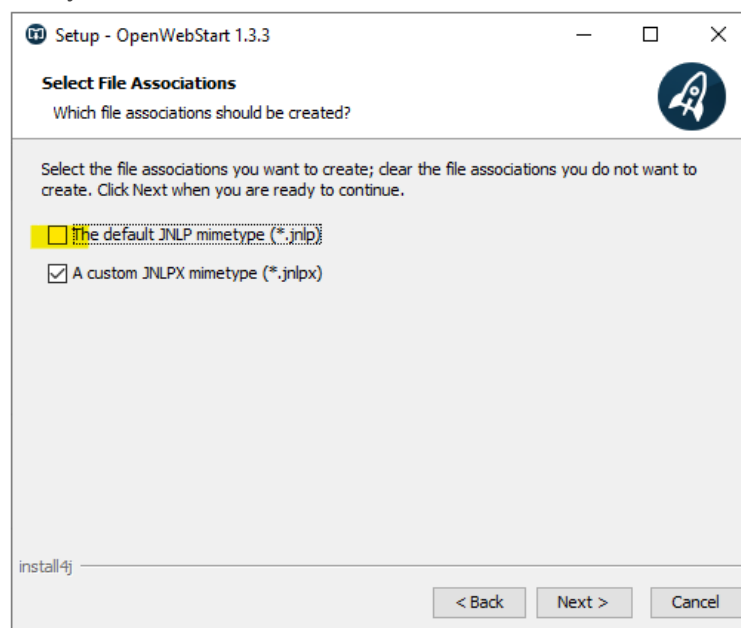 Setup - OpenWebStart 1.3.3
Select File Associations
Which file associations should be created?
Select the file associations you want to create; clear the file associations you do not want to
create. Click Next when you are ready to continue.
The default JNLP mimetype (*.jnlp)
A custom JNLPX mimetype (*.jnlpx)
install4j
< Back
Next >
Cancel